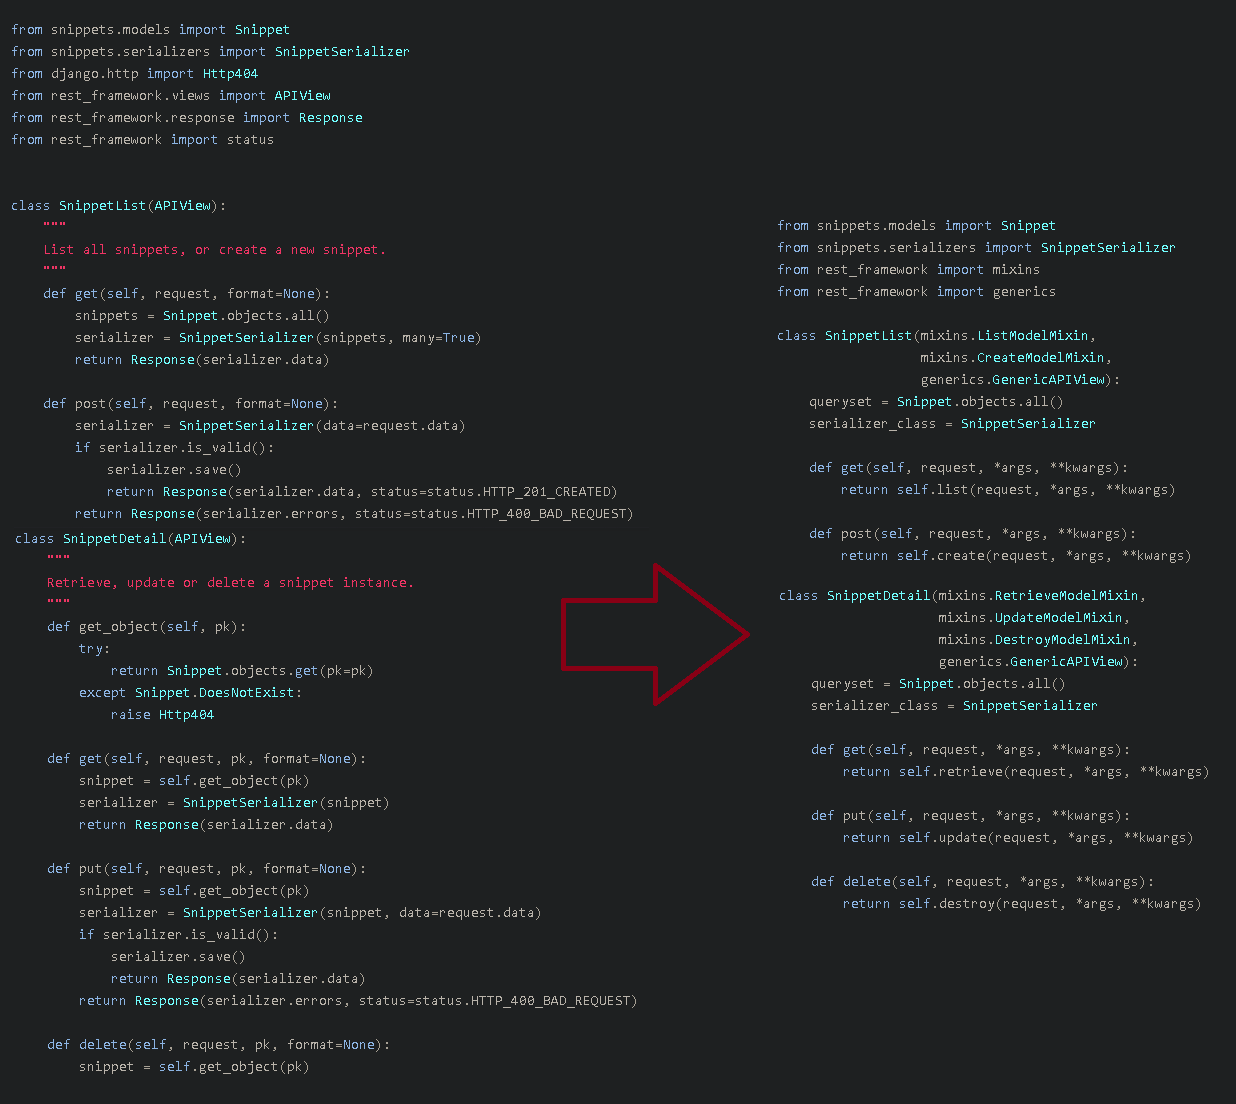 from snippets.models import Snippet
from snippets.serializers import SnippetSerializer
from django.http import Http404
from rest_framework.views import APIView
from rest_framework.response import Response
from rest_framework import status
class SnippetList(APIView):
    """
    List all snippets, or create a new snippet.
    """
    def get(self, request, format=None):
        snippets = Snippet.objects.all()
        serializer = SnippetSerializer(snippets, many=True)
        return Response(serializer.data)
    def post(self, request, format=None):
        serializer = SnippetSerializer(data=request.data)
        if serializer.is_valid():
            serializer.save()
            return Response(serializer.data, status=status.HTTP_201_CREATED)
        return Response(serializer.errors, status=status.HTTP_400_BAD_REQUEST)
class SnippetDetail(APIView):
    """
    Retrieve, update or delete a snippet instance.
    """
    def get_object(self, pk):
        try:
            return Snippet.objects.get(pk=pk)
        except Snippet.DoesNotExist:
            raise Http404
    def get(self, request, pk, format=None):
        snippet = self.get_object(pk)
        serializer = SnippetSerializer(snippet)
        return Response(serializer.data)
    def put(self, request, pk, format=None):
        snippet = self.get_object(pk)
        serializer = SnippetSerializer(snippet, data=request.data)
        if serializer.is_valid():
            serializer.save()
            return Response(serializer.data)
        return Response(serializer.errors, status=status.HTTP_400_BAD_REQUEST)
    def delete(self, request, pk, format=None):
        snippet = self.get_object(pk)
from snippets.models import Snippet
from snippets.serializers import SnippetSerializer
from rest_framework import mixins
from rest_framework import generics
class SnippetList(mixins.ListModelMixin,
                  mixins.CreateModelMixin,
                  generics.GenericAPIView):
    queryset = Snippet.objects.all()
    serializer_class = SnippetSerializer
    def get(self, request, *args, **kwargs):
        return self.list(request, *args, **kwargs)
    def post(self, request, *args, **kwargs):
        return self.create(request, *args, **kwargs)
class SnippetDetail(mixins.RetrieveModelMixin,
                    mixins.UpdateModelMixin,
                    mixins.DestroyModelMixin,
                    generics.GenericAPIView):
    queryset = Snippet.objects.all()
    serializer_class = SnippetSerializer
    def get(self, request, *args, **kwargs):
        return self.retrieve(request, *args, **kwargs)
    def put(self, request, *args, **kwargs):
        return self.update(request, *args, **kwargs)
    def delete(self, request, *args, **kwargs):
        return self.destroy(request, *args, **kwargs)